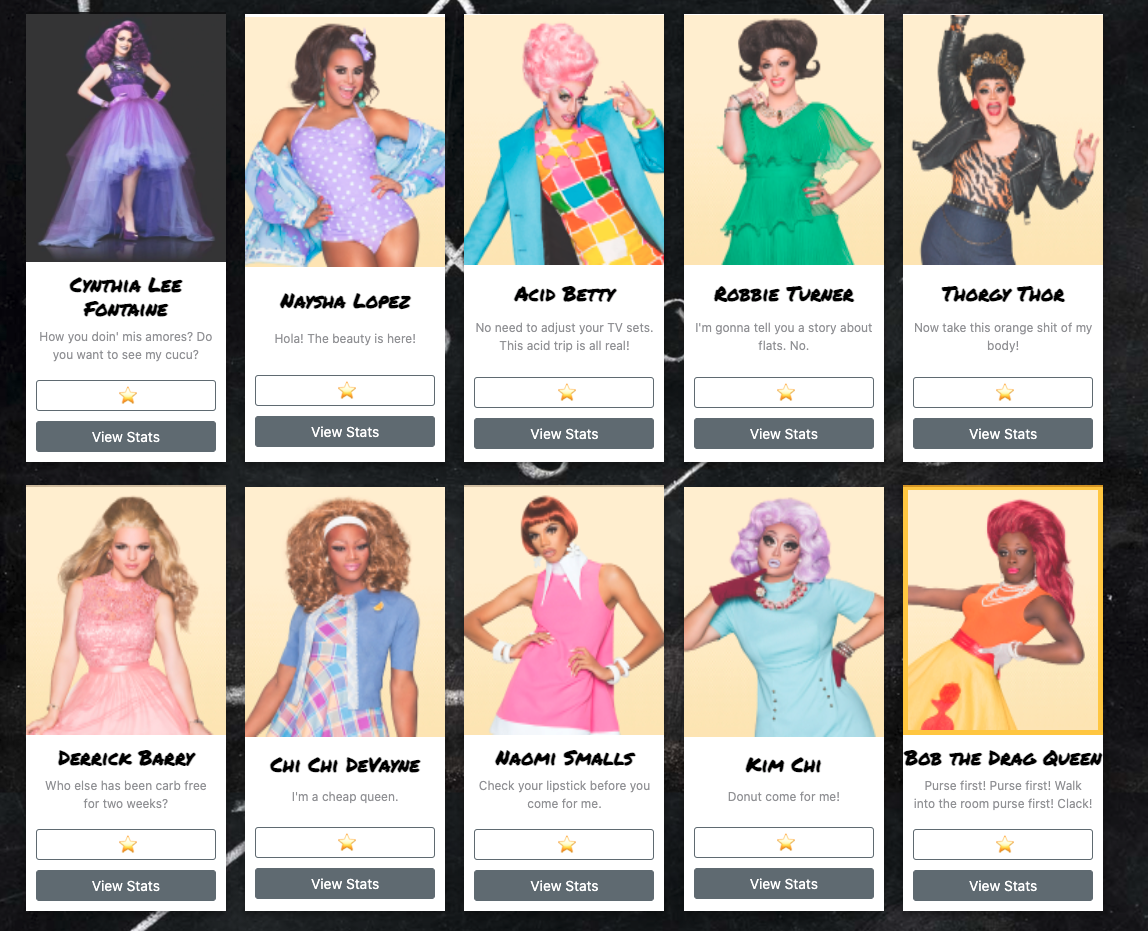 Cynthia Lee
Fontaine
How you doin' mis amores? Do
you want to see my cucu?
View Stats
Naysha Lopez
Hola! The beauty is here!
View Stats
Acid Betty
No need to adjust your TV sets.
This acid trip is all real!
View Stats
Robbie Turner
I'm gonna tell you a story about
flats. No.
View Stats
Thorgy Thor
Now take this orange shit of my
body!
View Stats
Derrick Barry
Who else has been carb free
for two weeks?
View Stats
Chi Chi DeVayne
I'm a cheap queen.
View Stats
Naomi Smalls
Check your lipstick before you
come for me.
View Stats
Kim Chi
Donut come for me!
View Stats
Bob the Drag Queen
Purse first! Purse first! Walk
into the room purse first! Clack!
View Stats